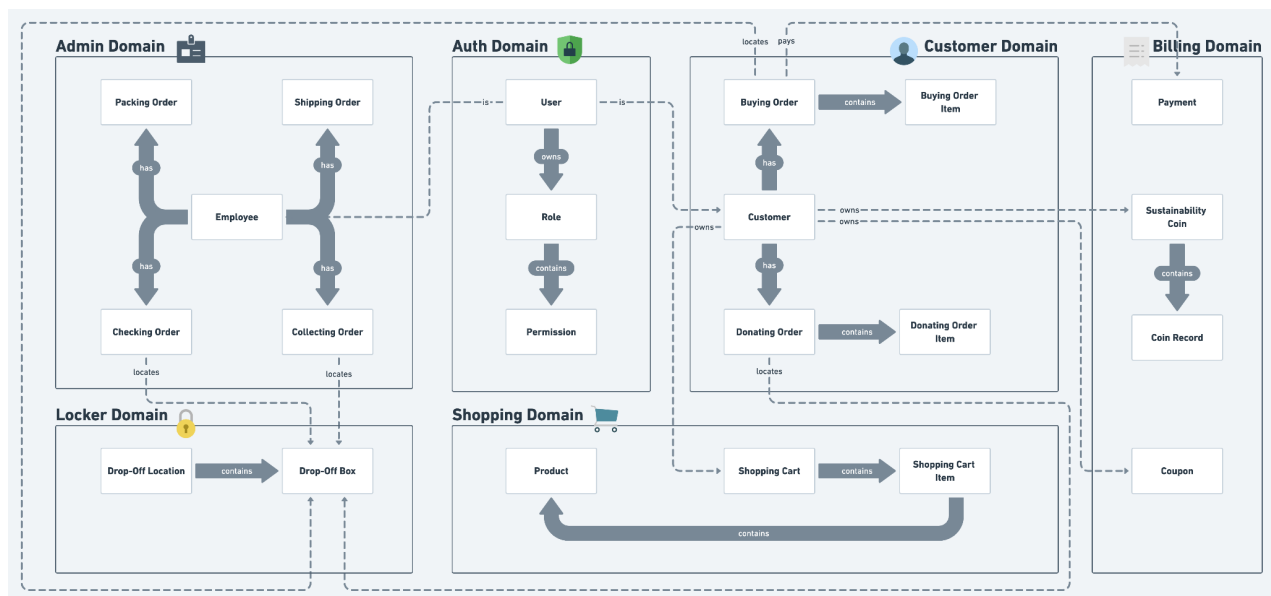 locates
pays
Admin Domain
Auth Domain
Customer Domain
Billing Domain
Packing Order
Shipping Order
is
User
is
Buying Order
contains
Buying Order
Item
Payment
has
has
owns
has
Employee
Role
Customer
owns
owns
owns
Sustainability
Coin
has
has
contains
has
contains
Checking Order
Collecting Order
Permission
Donating Order
contains
Donating Order
Item
Coin Record
locates
locates
locates
Locker Domain
Shopping Domain
Drop-Off Location
contains
Drop-Off Box
Product
Shopping Cart
contains
Shopping Cart
Item
Coupon
contains